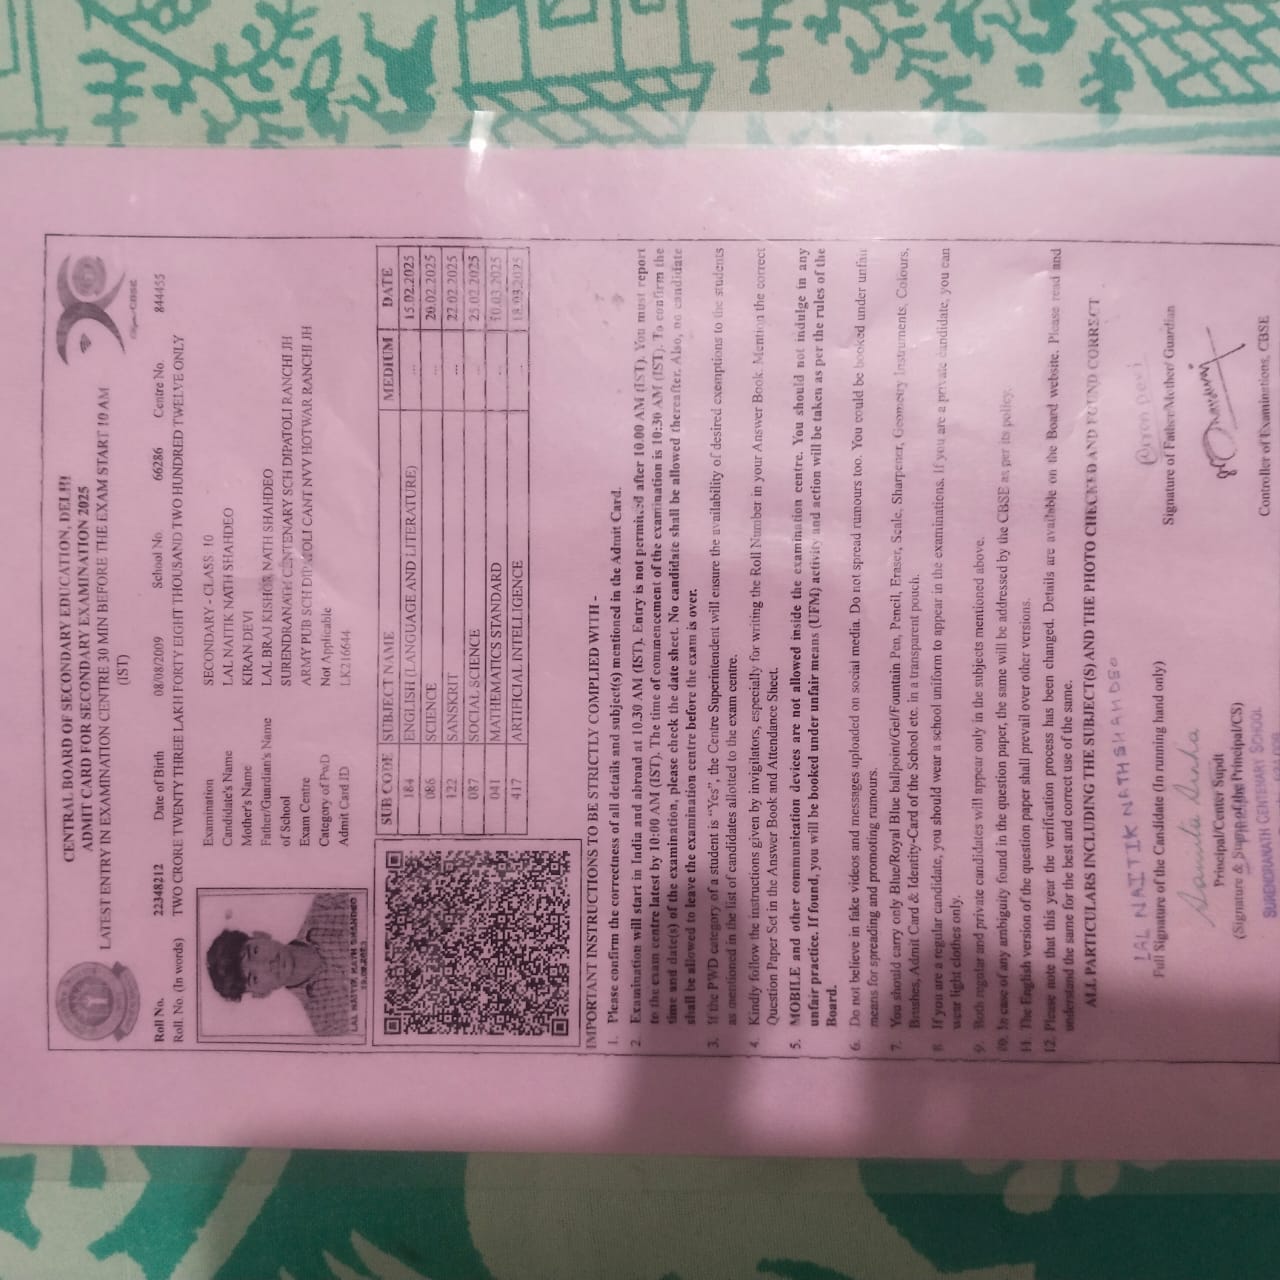 CENTRAL BOARD OF SECONDARY EDUCATION, DELHI
ADMIT CARD FOR SECONDARY EXAMINATION 2025
LATEST ENTRY IN EXAMINATION CENTRE 30 MIN BEFORE THE EXAM START 10 AM
(IST)
Roll No. 22348212 Date of Birth 08/08/2009 School No. 66286 Centre No. 844455
Roll. No. (In words) TWO CRORE TWENTY THREE LAKH FORTY EIGHT THOUSAND TWO HUNDRED TWELVE ONLY
Examination SECONDARY - CLASS 10
Candidate's Name LAL NAITIK NATH SHAHDEO
Mother's Name KIRAN DEVI
Father/Guardian's Name LAL BRAJ KISHOR NATH SHAHDEO
of School SURENDRANATH CENTENARY SCH DIPATOLI RANCHI JH
Exam Centre ARMY PUB SCH DIPATOLI CANT NVV HOTWAR RANCHI JH
Category of PwD Not Applicable
Admit Card ID LK216644
LAL NAITIK NATH SHAHDEO
SUB CODE SUBJECT NAME MEDIUM DATE
184 ENGLISH (LANGUAGE AND LITERATURE) ... 15.02.2025
086 SCIENCE ... 20.02.2025
122 SANSKRIT ... 22.02.2025
087 SOCIAL SCIENCE ... 25.02.2025
041 MATHEMATICS STANDARD ... 10.03.2025
417 ARTIFICIAL INTELLIGENCE ... 18.03.2025
IMPORTANT INSTRUCTIONS TO BE STRICTLY COMPLIED WITH -
1. Please confirm the correctness of all details and subject(s) mentioned in the Admit Card.
2. Examination will start in India and abroad at 10.30 AM (IST). Entry is not permitted after 10.00 AM (IST). You must report
to the exam centre latest by 10:00 AM (IST). The time of commencement of the examination is 10:30 AM (IST). To confirm the
time and date(s) of the examination, please check the date sheet. No candidate shall be allowed thereafter. Also, no candidate
shall be allowed to leave the examination centre before the exam is over.
3. If the PWD category of a student is "Yes", the Centre Superintendent will ensure the availability of desired exemptions to the students
as mentioned in the list of candidates allotted to the exam centre.
4. Kindly follow the instructions given by invigilators, especially for writing the Roll Number in your Answer Book. Mention the correct
Question Paper Set in the Answer Book and Attendance Sheet.
5. MOBILE and other communication devices are not allowed inside the examination centre. You should not indulge in any
unfair practice. If found, you will be booked under unfair means (UFM) activity and action will be taken as per the rules of the
Board.
6. Do not believe in fake videos and messages uploaded on social media. Do not spread rumours too. You could be booked under unfair
means for spreading and promoting rumours.
7. You should carry only Blue/Royal Blue ballpoint/Gel/Fountain Pen, Pencil, Eraser, Scale, Sharpener, Geometry Instruments, Colours,
Brushes, Admit Card & Identity-Card of the School etc. in a transparent pouch.
8. If you are a regular candidate, you should wear a school uniform to appear in the examinations. If you are a private candidate, you can
wear light clothes only.
9. Both regular and private candidates will appear only in the subjects mentioned above.
10. In case of any ambiguity found in the question paper, the same will be addressed by the CBSE as per its policy.
11. The English version of the question paper shall prevail over other versions.
12. Please note that this year the verification process has been changed. Details are available on the Board website. Please read and
understand the same for the best and correct use of the same.
ALL PARTICULARS INCLUDING THE SUBJECT(S) AND THE PHOTO CHECKED AND FOUND CORRECT
LAL NAITIK NATH SHAHDEO
Full Signature of the Candidate (In running hand only) Signature of Father/Mother/ Guardian
Principal/Center Supdt
(Signature & Stamp of the Principal/CS) Controller of Examinations, CBSE
SURENDRANATH CENTENARY SCHOOL